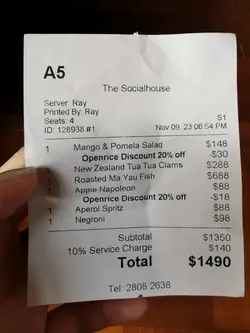 A5
The Socialhouse
Server: Ray
Printed By: Ray
Seats: 4 S1
ID: 128938 #1 Nov 09, 23 06:54 PM
1 Mango & Pomela Salad $148
Openrice Discount 20% off -$30
1 New Zealand Tua Tua Clams $288
1 Roasted Ma Yau Fish $688
1 Apple Napoleon $88
Openrice Discount 20% off -$18
1 Aperol Spritz $88
1 Negroni $98
Subtotal $1350
10% Service Charge $140
Total $1490
Tel: 2808 2638